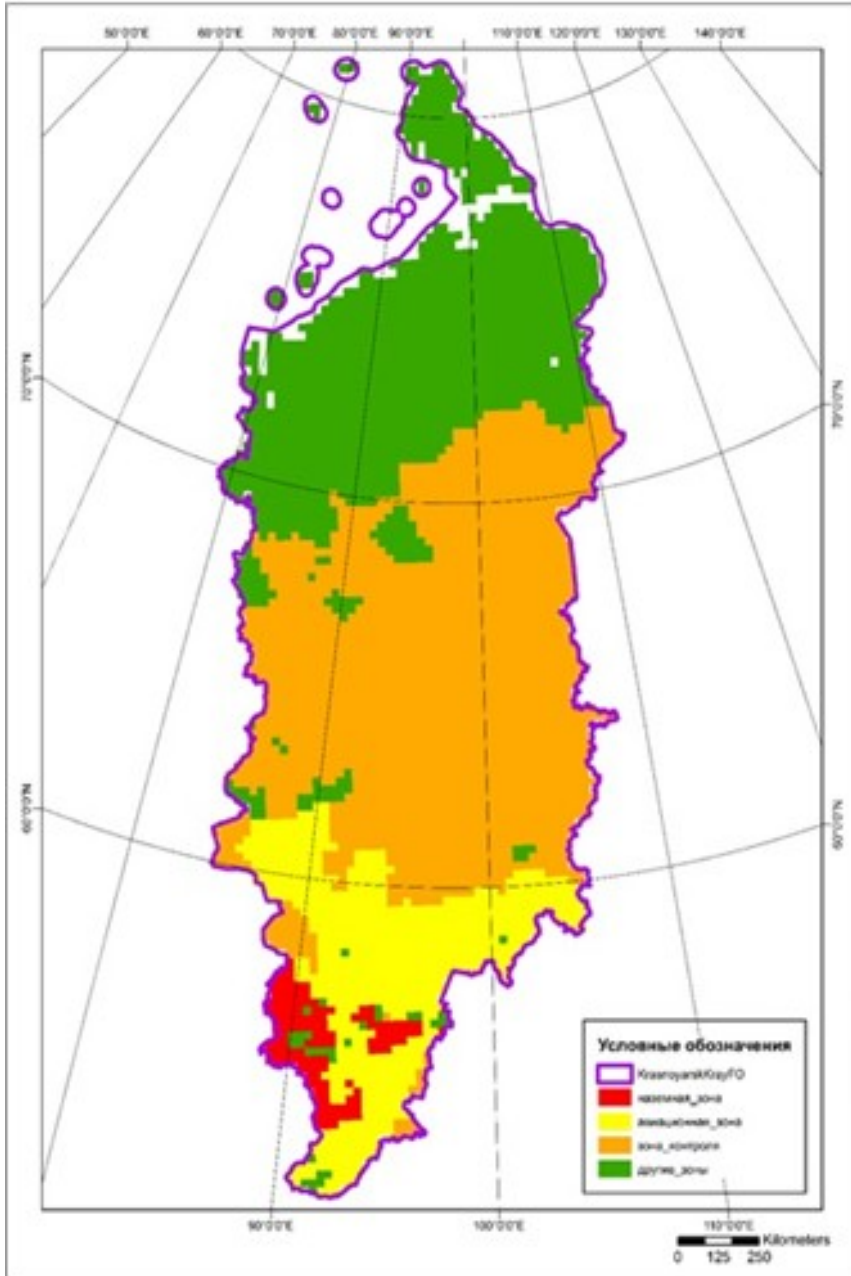 50°0'0"E 60°0'0"E 70°0'0"E 80°0'0"E 90°0'0"E 110°0'0"E 120°0'0"E 130°0'0"E 140°0'0"E
70°0'0"N
70°0'0"N
60°0'0"N
60°0'0"N
Условные обозначения
KrasnoyarskKrayFO
наземная_зона
авиационная_зона
зона_контроля
другие_зоны
90°0'0"E 100°0'0"E 110°0'0"E
Kilometers
0 125 250